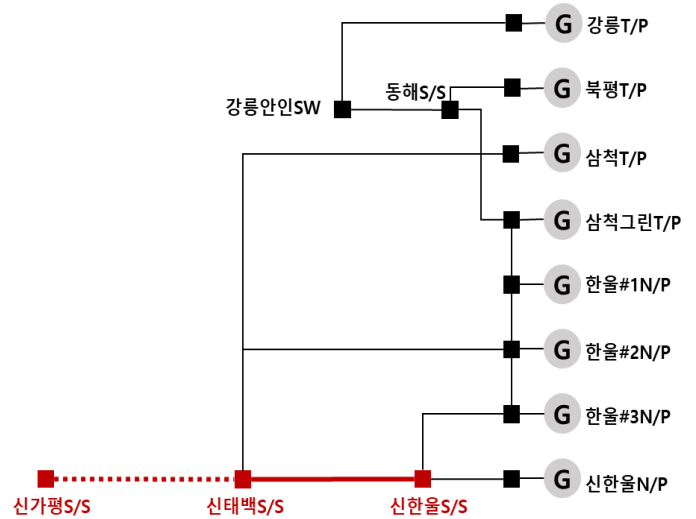 G 강릉T/P
동해S/S
G 북평T/P
강릉안인SW
G 삼척T/P
G 삼척그린T/P
G 한울#1N/P
G 한울#2N/P
G 한울#3N/P
G 신한울N/P
신가평S/S
신태백S/S
신한울S/S